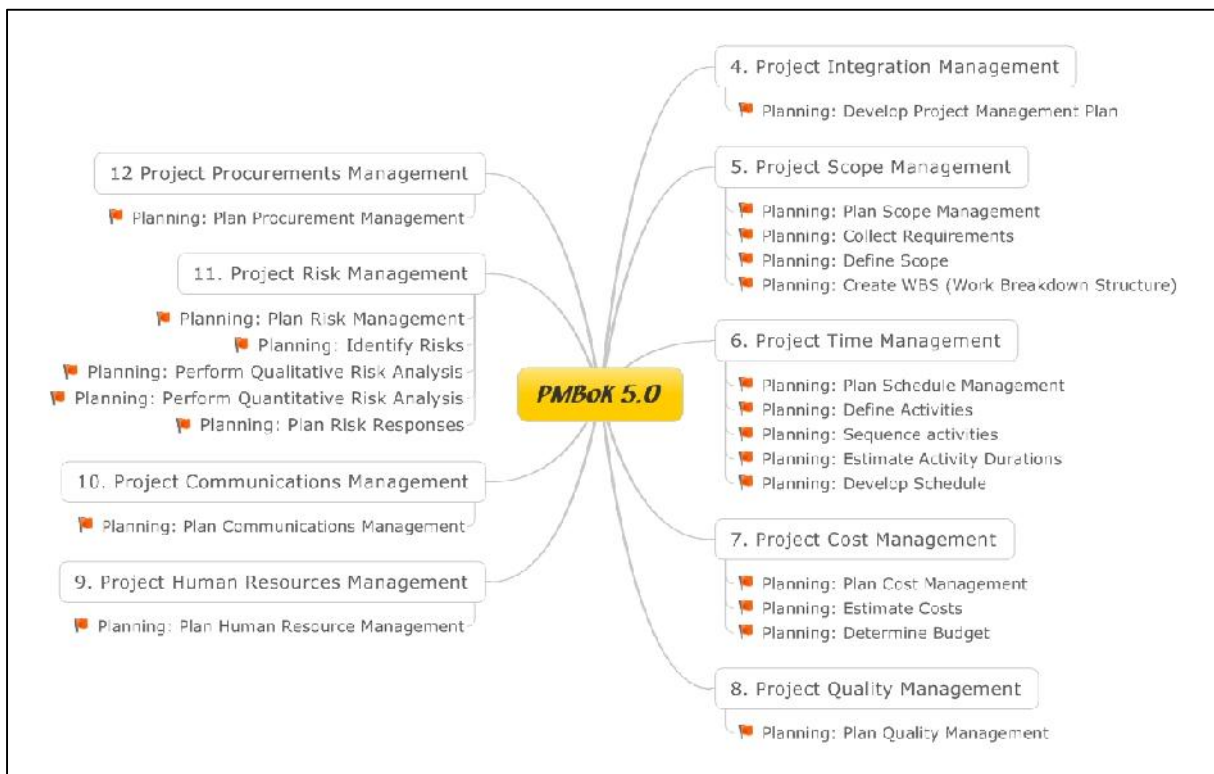 4. Project Integration Management
Planning: Develop Project Management Plan
5. Project Scope Management
Planning: Plan Scope Management
Planning: Collect Requirements
Planning: Define Scope
Planning: Create WBS (Work Breakdown Structure)
6. Project Time Management
Planning: Plan Schedule Management
Planning: Define Activities
Planning: Sequence activities
Planning: Estimate Activity Durations
Planning: Develop Schedule
7. Project Cost Management
Planning: Plan Cost Management
Planning: Estimate Costs
Planning: Determine Budget
8. Project Quality Management
Planning: Plan Quality Management
PMBoK 5.0
12 Project Procurements Management
Planning: Plan Procurement Management
11. Project Risk Management
Planning: Plan Risk Management
Planning: Identify Risks
Planning: Perform Qualitative Risk Analysis
Planning: Perform Quantitative Risk Analysis
Planning: Plan Risk Responses
10. Project Communications Management
Planning: Plan Communications Management
9. Project Human Resources Management
Planning: Plan Human Resource Management